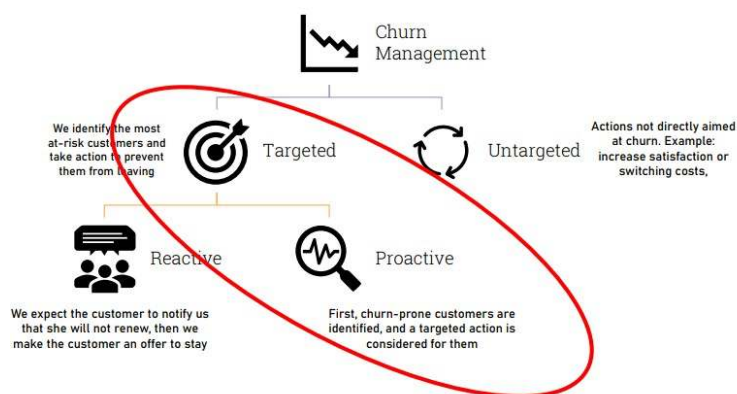 Churn
Management
We identify the most
at-risk customers and
take action to prevent
them from leaving
Targeted
Untargeted
Actions not directly aimed
at churn. Example:
increase satisfaction or
switching costs,
Reactive
Proactive
We expect the customer to notify us
that she will not renew, then we
make the customer an offer to stay
First, churn-prone customers are
identified, and a targeted action is
considered for them